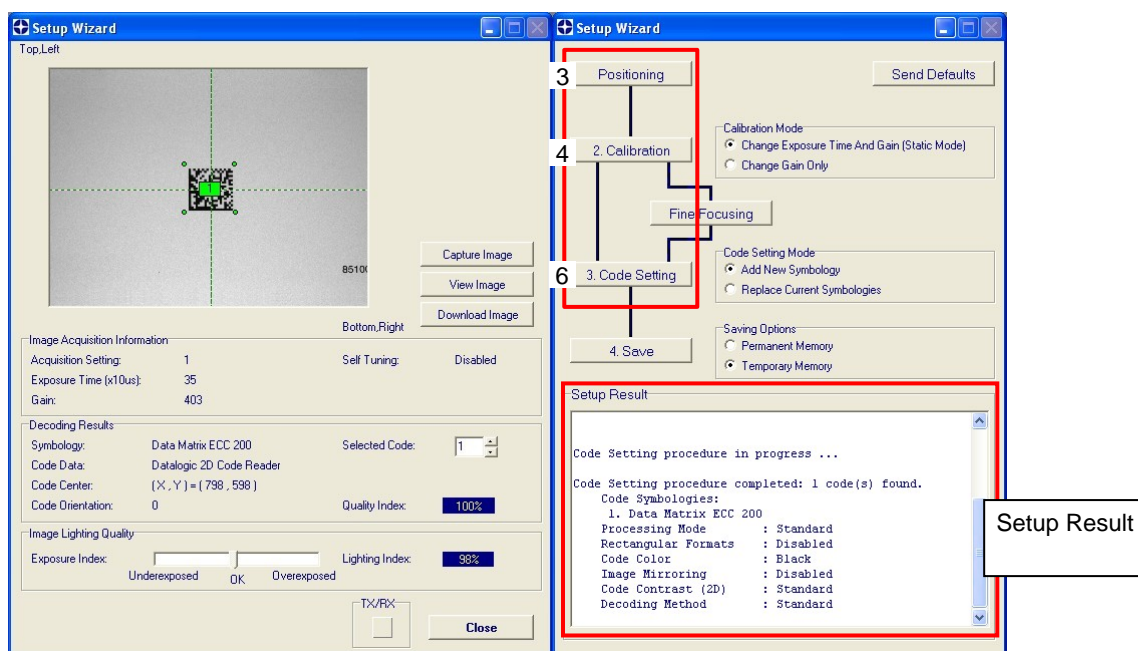 Setup Wizard
Top,Left
1
8510
Capture Image
View Image
Download Image
Bottom,Right
Image Acquisition Information
Acquisition Setting: 1 Self Tuning: Disabled
Exposure Time (x10us): 35
Gain: 403
Decoding Results
Symbology: Data Matrix ECC 200 Selected Code: 1
Code Data: Datalogic 2D Code Reader
Code Center: ( X , Y ) = ( 798 , 598 )
Code Orientation: 0 Quality Index: 100%
Image Lighting Quality
Exposure Index: Lighting Index: 98%
Underexposed OK Overexposed
TX/RX
Close
Setup Wizard
3 Positioning Send Defaults
Calibration Mode
4 2. Calibration Change Exposure Time And Gain (Static Mode)
Change Gain Only
Fine Focusing
Code Setting Mode
6 3. Code Setting Add New Symbology
Replace Current Symbologies
Saving Options
4. Save Permanent Memory
Temporary Memory
Setup Result
Code Setting procedure in progress ...
Code Setting procedure completed: 1 code(s) found.
Code Symbologies:
1. Data Matrix ECC 200
Processing Mode : Standard
Rectangular Formats : Disabled
Code Color : Black
Image Mirroring : Disabled
Code Contrast (2D) : Standard
Decoding Method : Standard
Setup Result